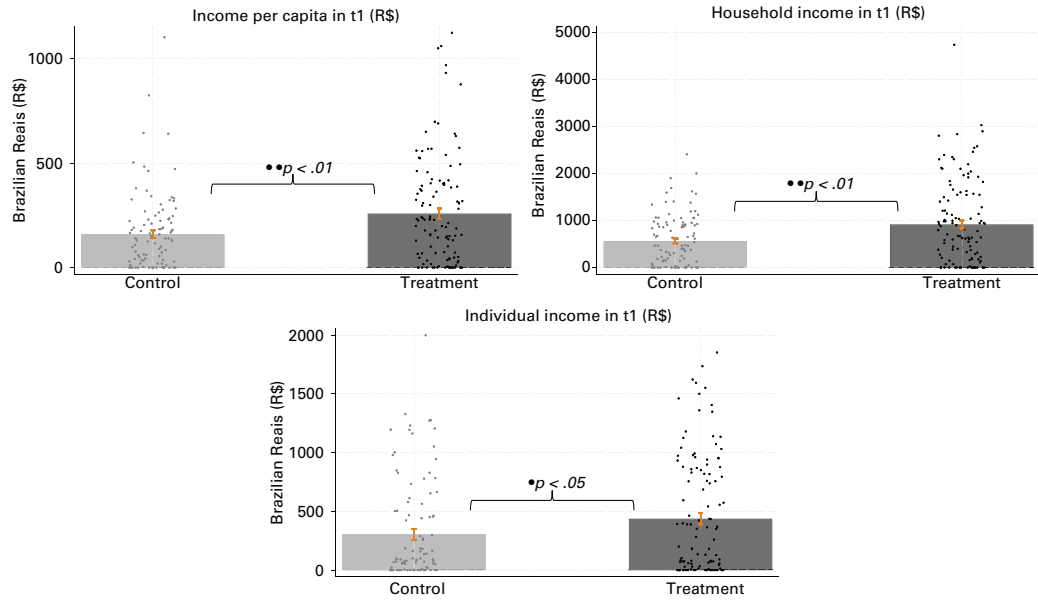 Income per capita in t1 (R$)
Brazilian Reais (R$)
1000
500
0
●●p < .01
Control
Treatment
Household income in t1 (R$)
Brazilian Reais (R$)
5000
4000
3000
2000
1000
0
●●p < .01
Control
Treatment
Individual income in t1 (R$)
Brazilian Reais (R$)
2000
1500
1000
500
0
●p < .05
Control
Treatment